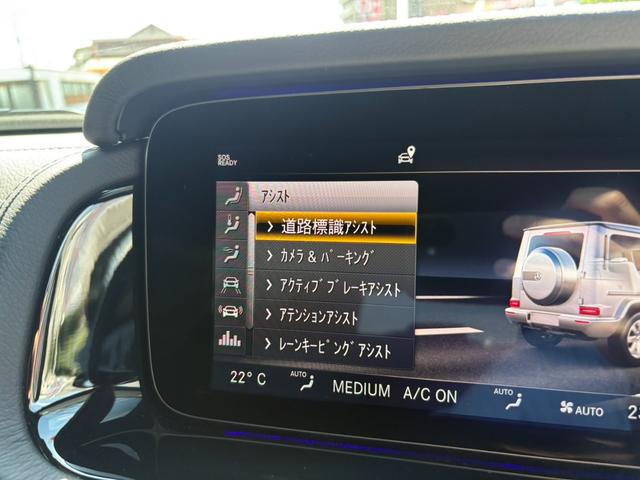 SOS
READY
アシスト
道路標識アシスト
カメラ & パーキング
アクティブブレーキアシスト
アテンションアシスト
レーンキーピングアシスト
22° C
AUTO
MEDIUM
A/C ON
AUTO
AUTO